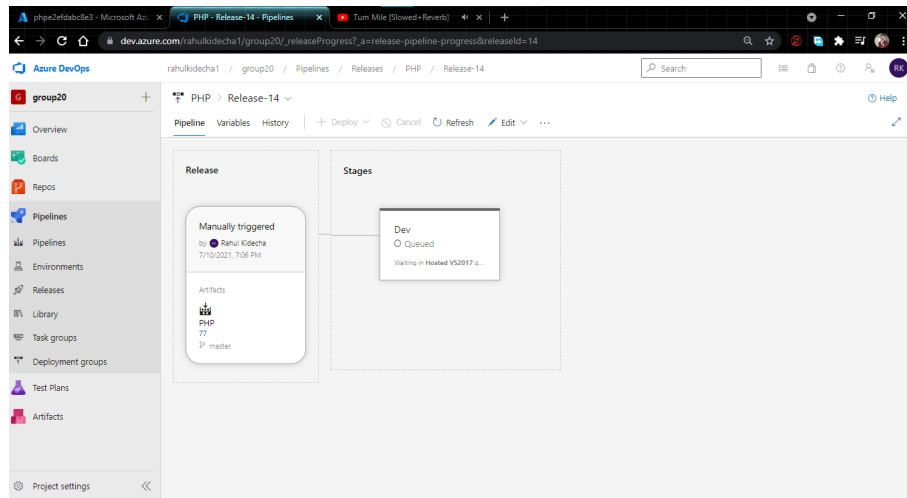 phpe2efdabc8e3 - Microsoft Azu
PHP - Release-14 - Pipelines
Tum Mile [Slowed+Reverb]
dev.azure.com/rahulkidecha1/group20/_releaseProgress?_a=release-pipeline-progress&releaseId=14
Azure DevOps
rahulkidecha1 / group20 / Pipelines / Releases / PHP / Release-14
Search
RK
G group20
PHP > Release-14
Help
Pipeline Variables History + Deploy Cancel Refresh Edit ...
Overview
Boards
Repos
Pipelines
Pipelines
Environments
Releases
Library
Task groups
Deployment groups
Test Plans
Artifacts
Project settings
Release
Manually triggered
by Rahul Kidecha
7/10/2021, 7:06 PM
Artifacts
PHP
77
master
Stages
Dev
Queued
Waiting in Hosted VS2017 q...